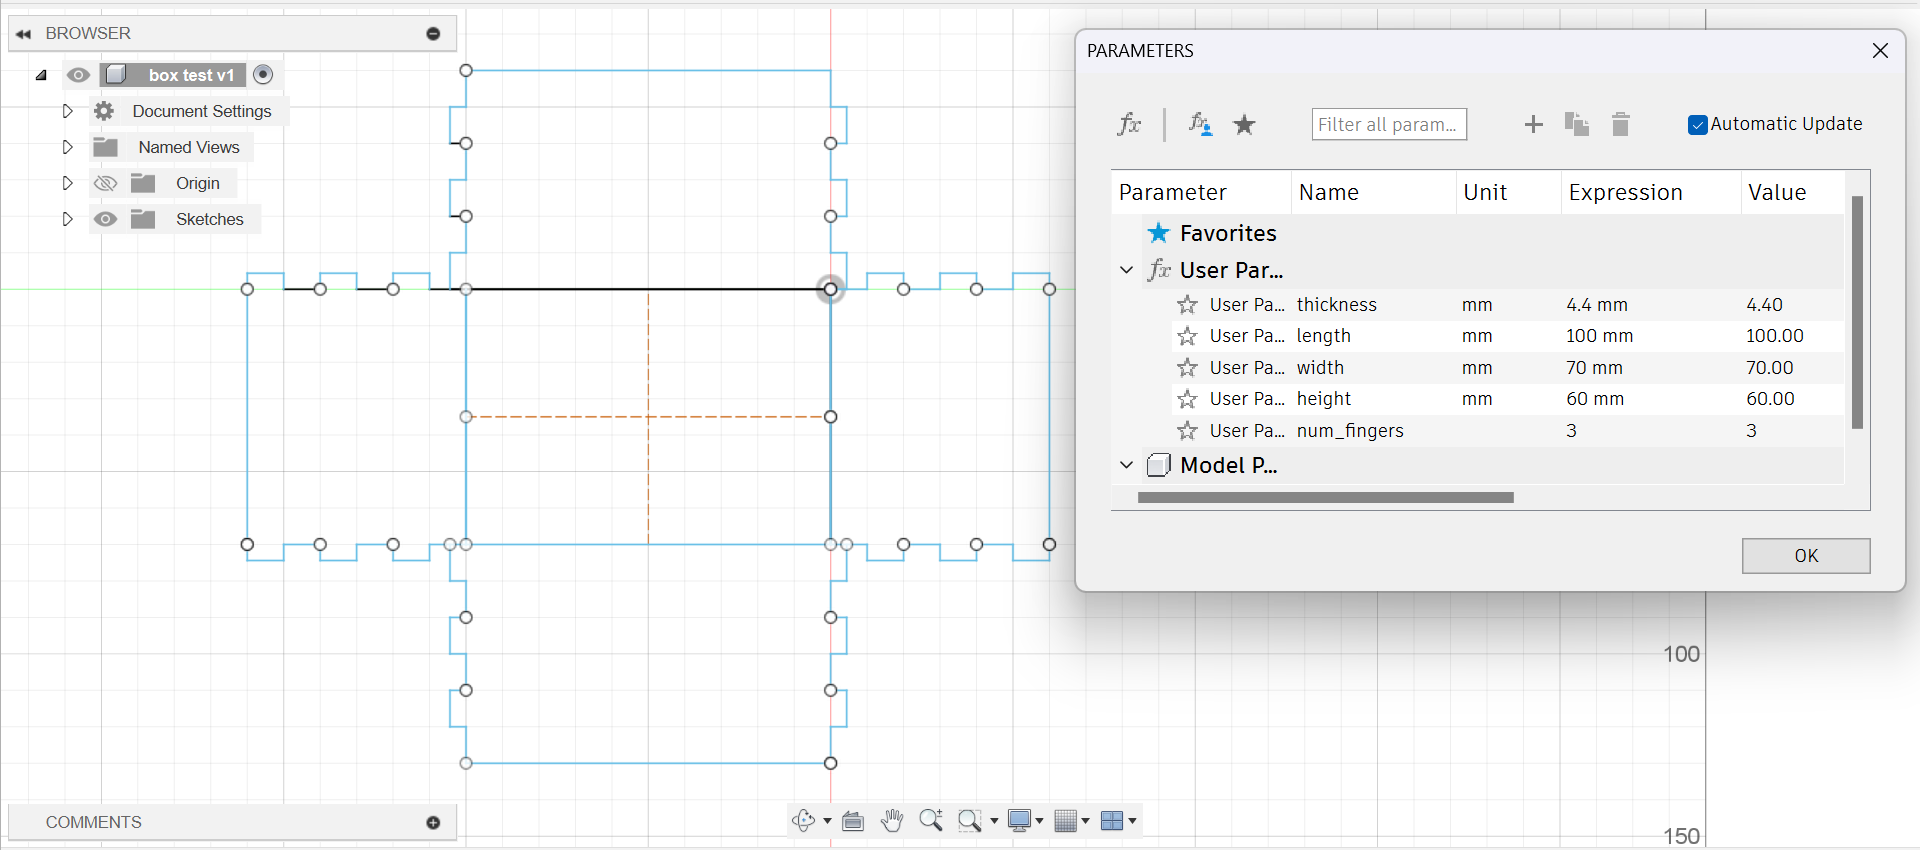 BROWSER
box test v1
Document Settings
Named Views
Origin
Sketches
PARAMETERS
fx
fx
Filter all param...
Automatic Update
Parameter Name Unit Expression Value
Favorites
fx User Par...
User Pa... thickness mm 4.4 mm 4.40
User Pa... length mm 100 mm 100.00
User Pa... width mm 70 mm 70.00
User Pa... height mm 60 mm 60.00
User Pa... num_fingers 3 3
Model P...
OK
100
150
COMMENTS